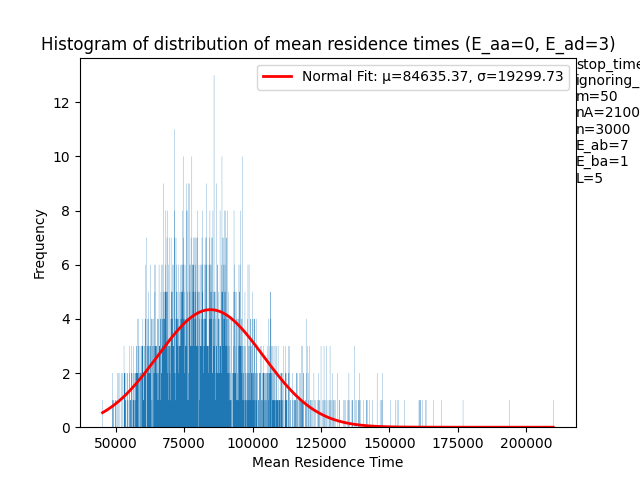 Histogram of distribution of mean residence times (E_aa=0, E_ad=3)
Normal Fit: μ=84635.37, σ=19299.73
stop_time
ignoring_
m=50
nA=2100
n=3000
E_ab=7
E_ba=1
L=5
Frequency
12
10
8
6
4
2
0
50000 75000 100000 125000 150000 175000 200000
Mean Residence Time